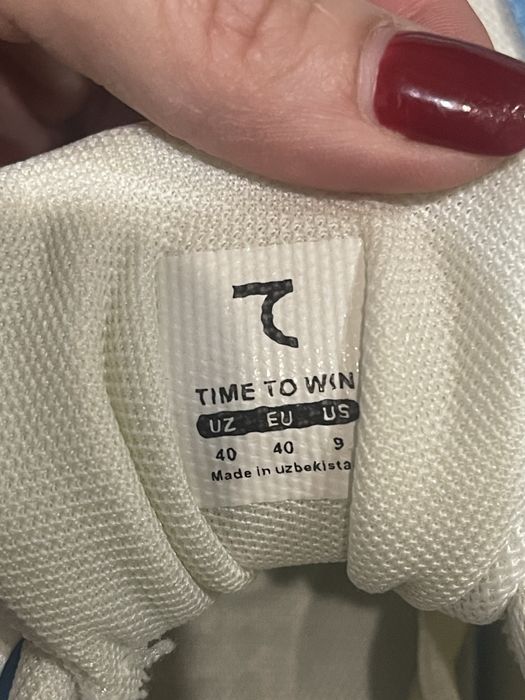 TIME TO WIN
UZ EU US
40 40 9
Made in uzbekista